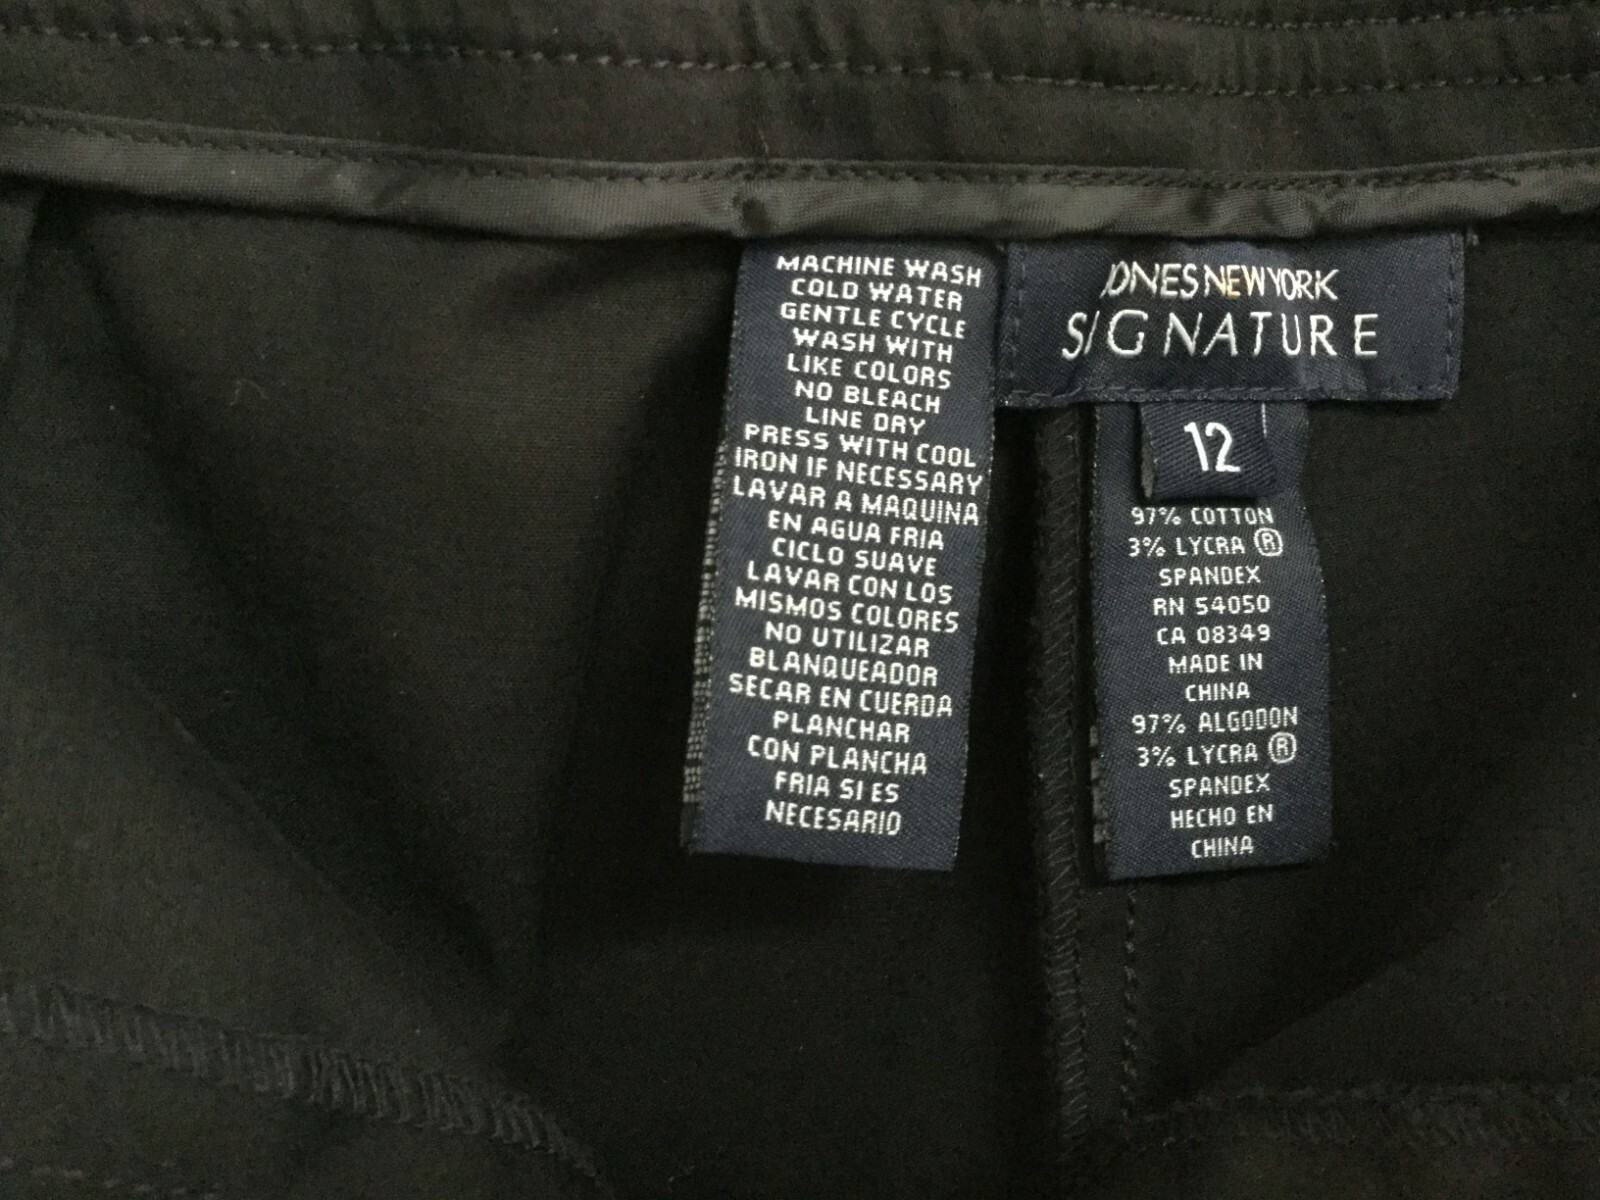 MACHINE WASH
COLD WATER
GENTLE CYCLE
WASH WITH
LIKE COLORS
NO BLEACH
LINE DRY
PRESS WITH COOL
IRON IF NECESSARY
LAVAR A MAQUINA
EN AGUA FRIA
CICLO SUAVE
LAVAR CON LOS
MISMOS COLORES
NO UTILIZAR
BLANQUEADOR
SECAR EN CUERDA
PLANCHAR
CON PLANCHA
FRIA SI ES
NECESARIO
JONES NEW YORK
SIGNATURE
12
97% COTTON
3% LYCRA ®
SPANDEX
RN 54050
CA 08349
MADE IN
CHINA
97% ALGODON
3% LYCRA ®
SPANDEX
HECHO EN
CHINA